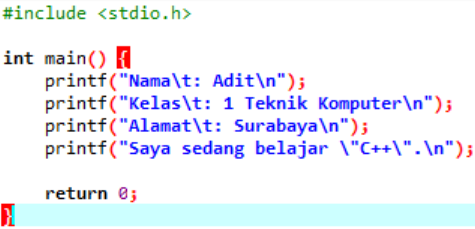 #include <stdio.h>
int main() {
printf("Nama\t: Adit\n");
printf("Kelas\t: 1 Teknik Komputer\n");
printf("Alamat\t: Surabaya\n");
printf("Saya sedang belajar \"C++\".\n");
return 0;
}